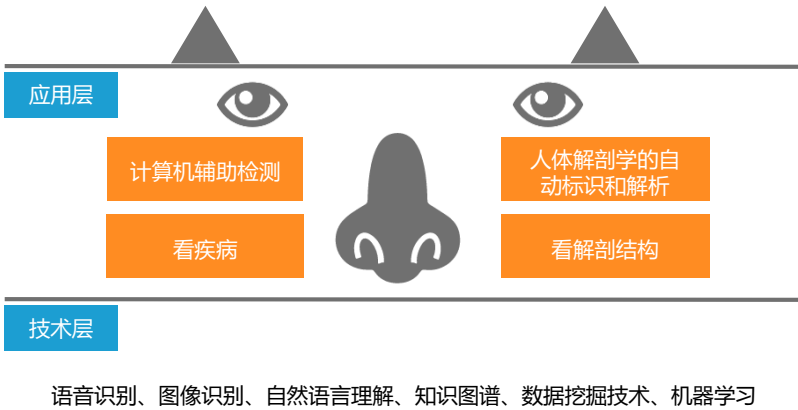 应用层
计算机辅助检测
人体解剖学的自
动标识和解析
看疾病
看解剖结构
技术层
语音识别、图像识别、自然语言理解、知识图谱、数据挖掘技术、机器学习